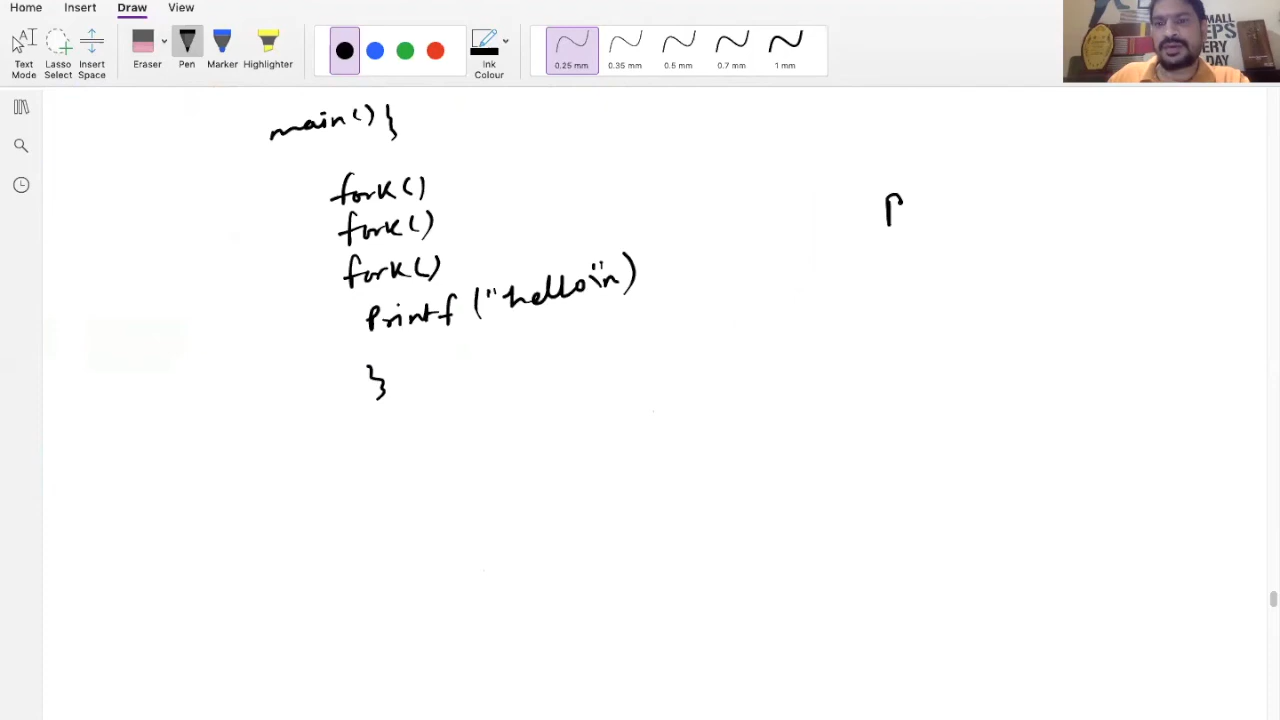 Home Insert Draw View
Text Mode Lasso Select Insert Space Eraser Pen Marker Highlighter Ink Colour 0.25 mm 0.35 mm 0.5 mm 0.7 mm 1 mm
main(){
fork()
fork()
fork()
Printf ("hello\"n)
}
P